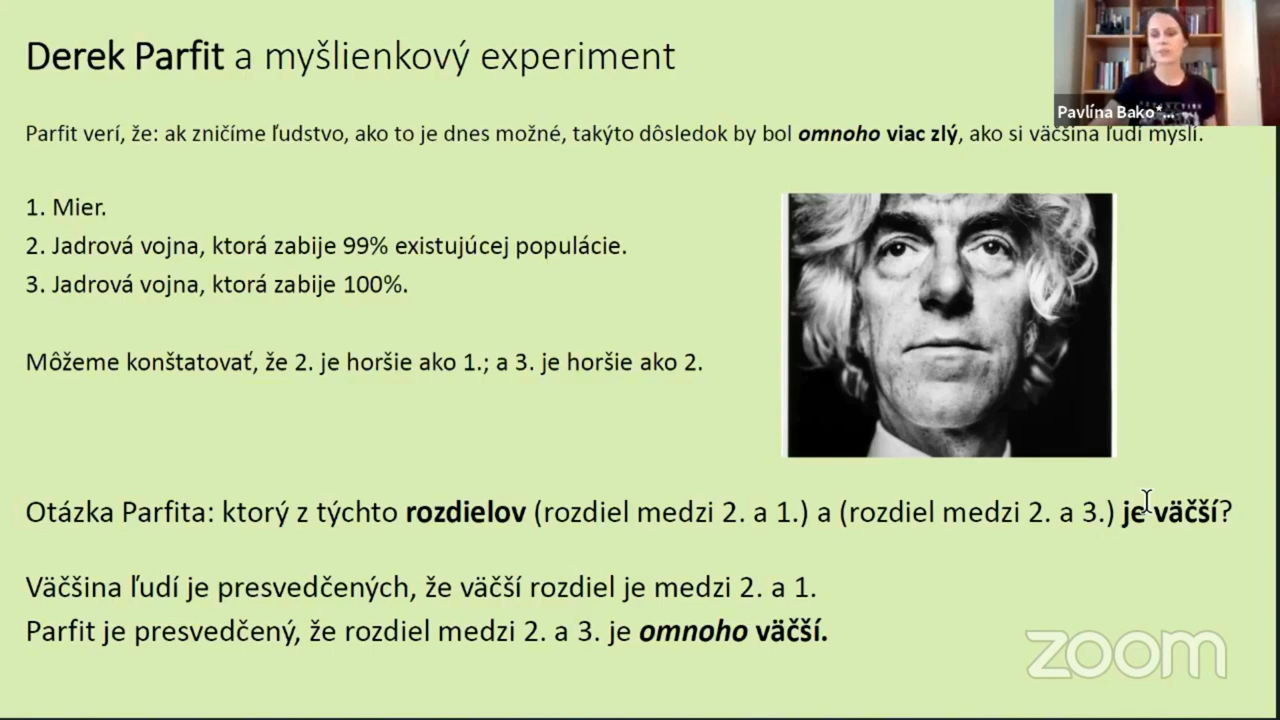 Derek Parfit a myšlienkový experiment
Pavlína Bako*...
Parfit verí, že: ak zničíme ľudstvo, ako to je dnes možné, takýto dôsledok by bol omnoho viac zlý, ako si väčšina ľudí myslí.
1. Mier.
2. Jadrová vojna, ktorá zabije 99% existujúcej populácie.
3. Jadrová vojna, ktorá zabije 100%.
Môžeme konštatovať, že 2. je horšie ako 1.; a 3. je horšie ako 2.
Otázka Parfita: ktorý z týchto rozdielov (rozdiel medzi 2. a 1.) a (rozdiel medzi 2. a 3.) je väčší?
Väčšina ľudí je presvedčených, že väčší rozdiel je medzi 2. a 1.
Parfit je presvedčený, že rozdiel medzi 2. a 3. je omnoho väčší.
zoom